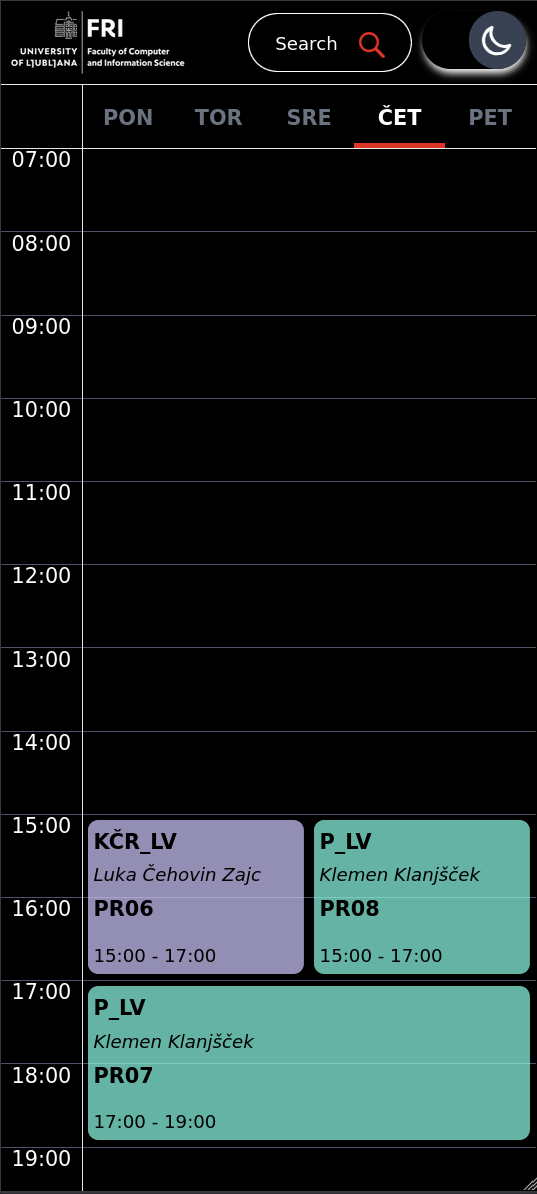 UNIVERSITY
OF LJUBLJANA
FRI
Faculty of Computer
and Information Science
Search
PON TOR SRE ČET PET
07:00
08:00
09:00
10:00
11:00
12:00
13:00
14:00
15:00
16:00
17:00
18:00
19:00
KČR_LV
Luka Čehovin Zajc
PR06
15:00 - 17:00
P_LV
Klemen Klanjšček
PR08
15:00 - 17:00
P_LV
Klemen Klanjšček
PR07
17:00 - 19:00